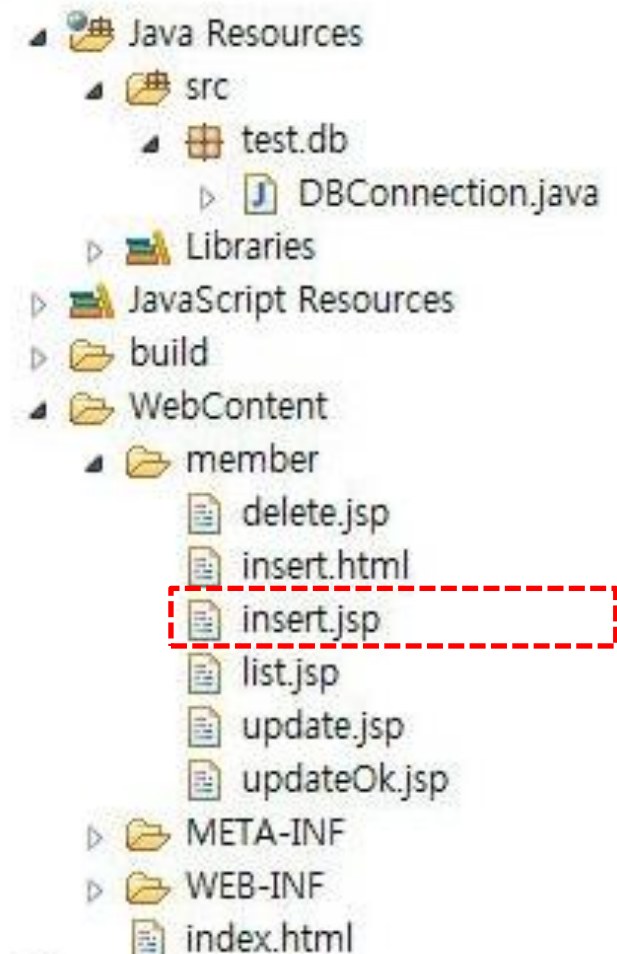 Java Resources
src
test.db
DBConnection.java
Libraries
JavaScript Resources
build
WebContent
member
delete.jsp
insert.html
insert.jsp
list.jsp
update.jsp
updateOk.jsp
META-INF
WEB-INF
index.html